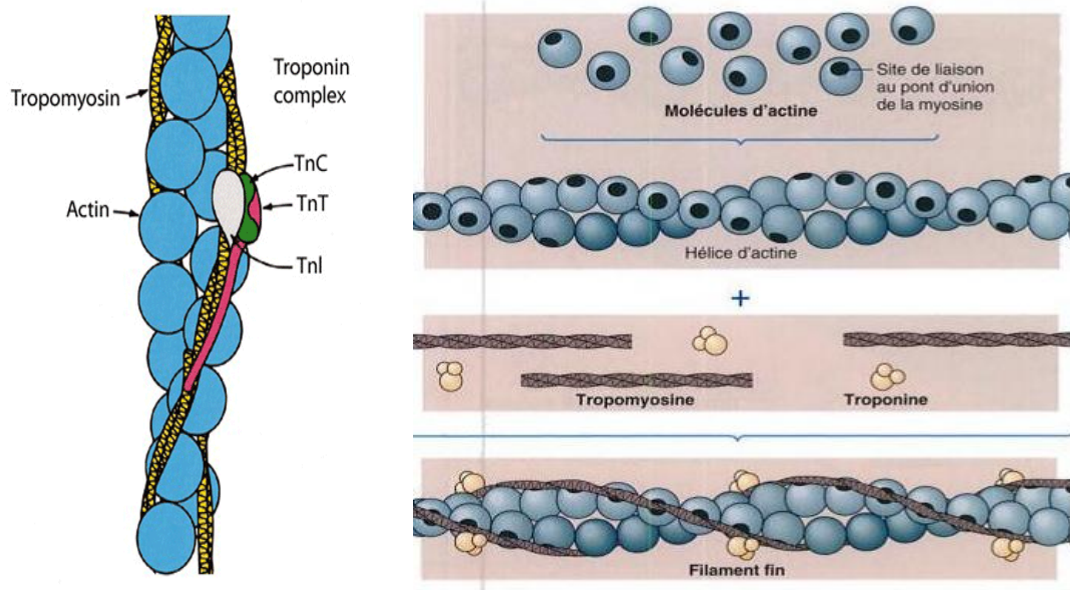 Tropomyosin
Troponin
complex
TnC
TnT
Actin
TnI
Site de liaison
au pont d'union
de la myosine
Molécules d'actine
Hélice d'actine
+
Tropomyosine
Troponine
Filament fin